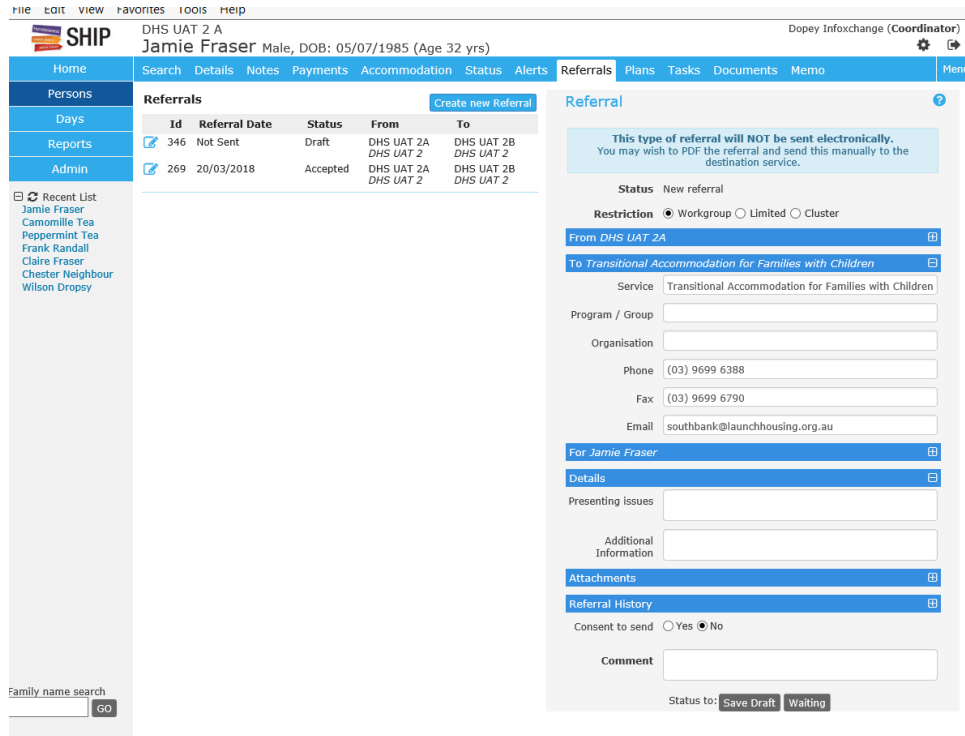 File Edit View Favorites Tools Help
SHIP
DHS UAT 2 A
Jamie Fraser Male, DOB: 05/07/1985 (Age 32 yrs)
Dopey Infoxchange (Coordinator)
Home
Search Details Notes Payments Accommodation Status Alerts Referrals Plans Tasks Documents Memo
Menu
Persons
Days
Reports
Admin
Recent List
Jamie Fraser
Camomille Tea
Peppermint Tea
Frank Randall
Claire Fraser
Chester Neighbour
Wilson Dropsy
Family name search
GO
Referrals
Create new Referral
Id Referral Date Status From To
346 Not Sent Draft DHS UAT 2A DHS UAT 2B
DHS UAT 2 DHS UAT 2
269 20/03/2018 Accepted DHS UAT 2A DHS UAT 2B
DHS UAT 2 DHS UAT 2
Referral
?
This type of referral will NOT be sent electronically.
You may wish to PDF the referral and send this manually to the
destination service.
Status New referral
Restriction Workgroup Limited Cluster
From DHS UAT 2A
To Transitional Accommodation for Families with Children
Service Transitional Accommodation for Families with Children
Program / Group
Organisation
Phone (03) 9699 6388
Fax (03) 9699 6790
Email southbank@launchhousing.org.au
For Jamie Fraser
Details
Presenting issues
Additional
Information
Attachments
Referral History
Consent to send Yes No
Comment
Status to: Save Draft Waiting